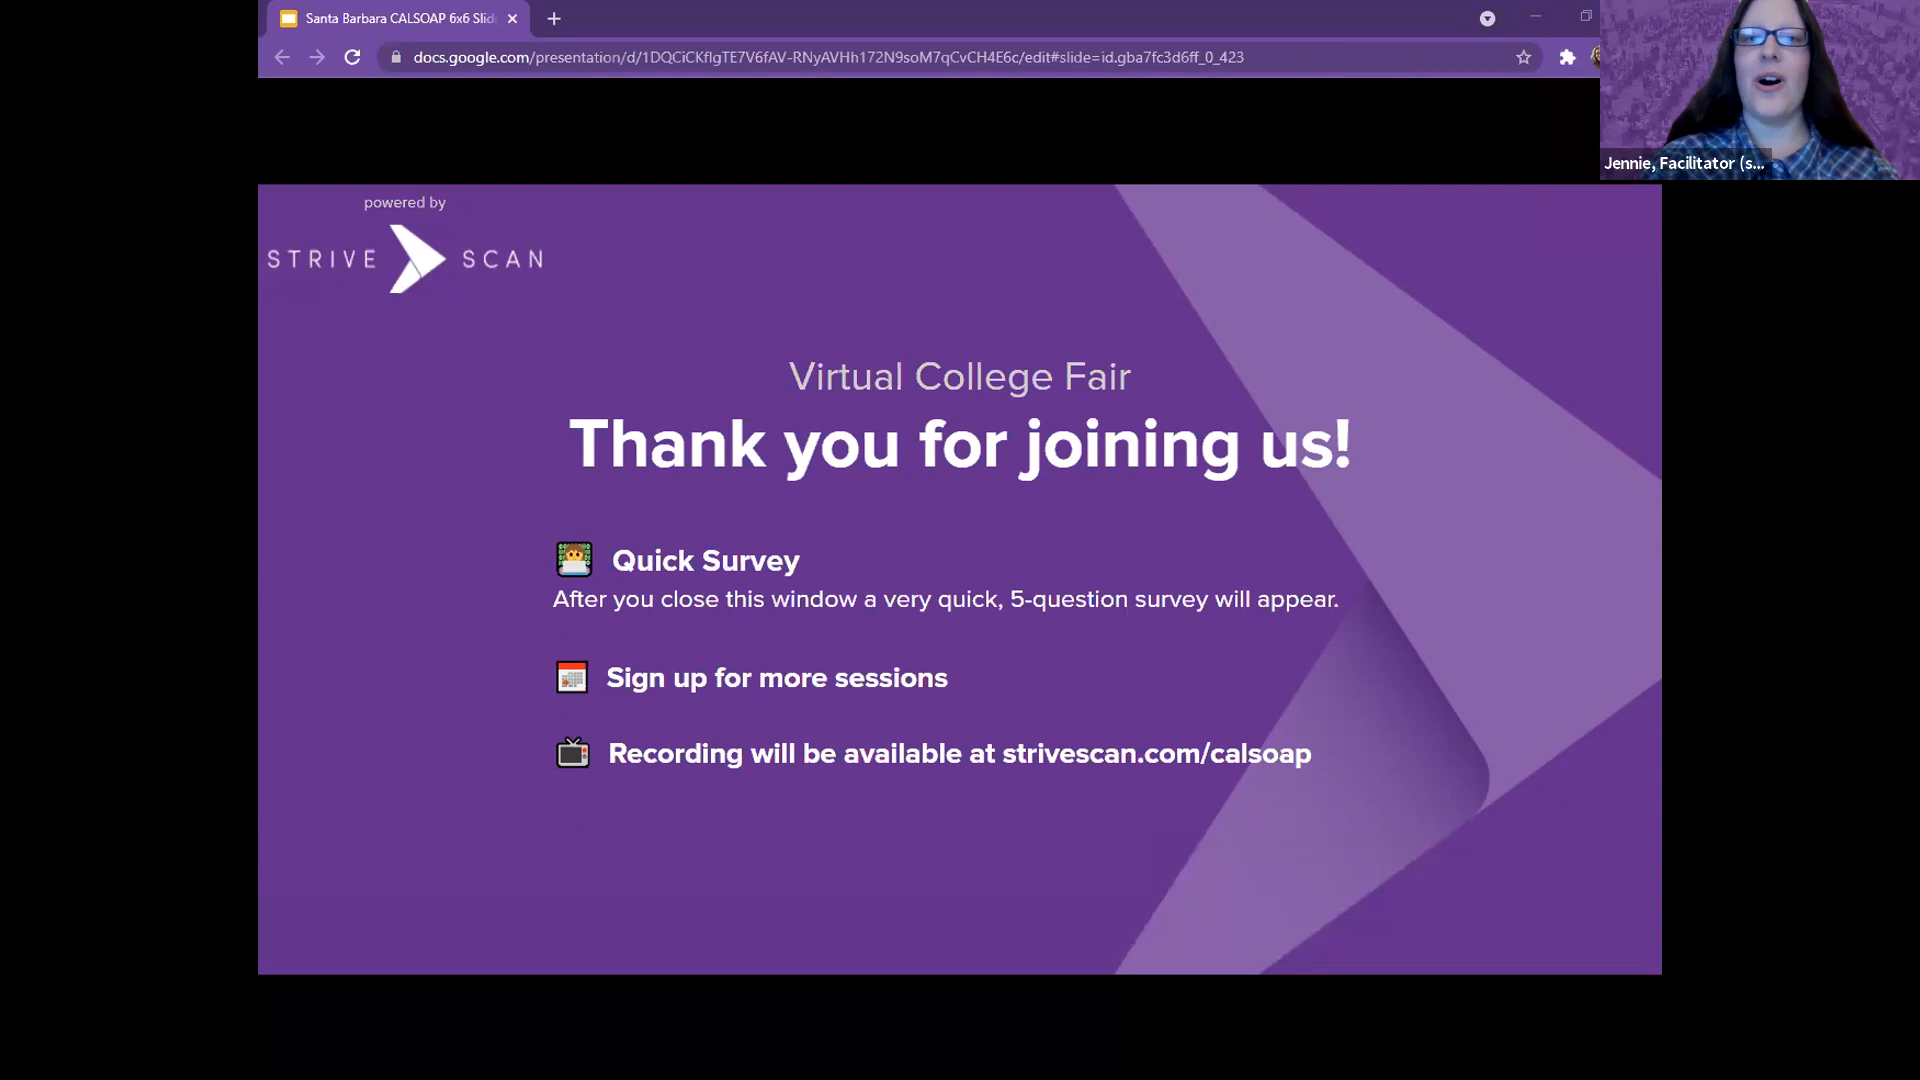 Santa Barbara CALSOAP 6x6 Slid
docs.google.com/presentation/d/1DQCiCKflgTE7V6fAV-RNyAVHh172N9soM7qCvCH4E6c/edit#slide=id.gba7fc3d6ff_0_423
Jennie, Facilitator (s...
powered by
STRIVE SCAN
Virtual College Fair
Thank you for joining us!
Quick Survey
After you close this window a very quick, 5-question survey will appear.
Sign up for more sessions
Recording will be available at strivescan.com/calsoap